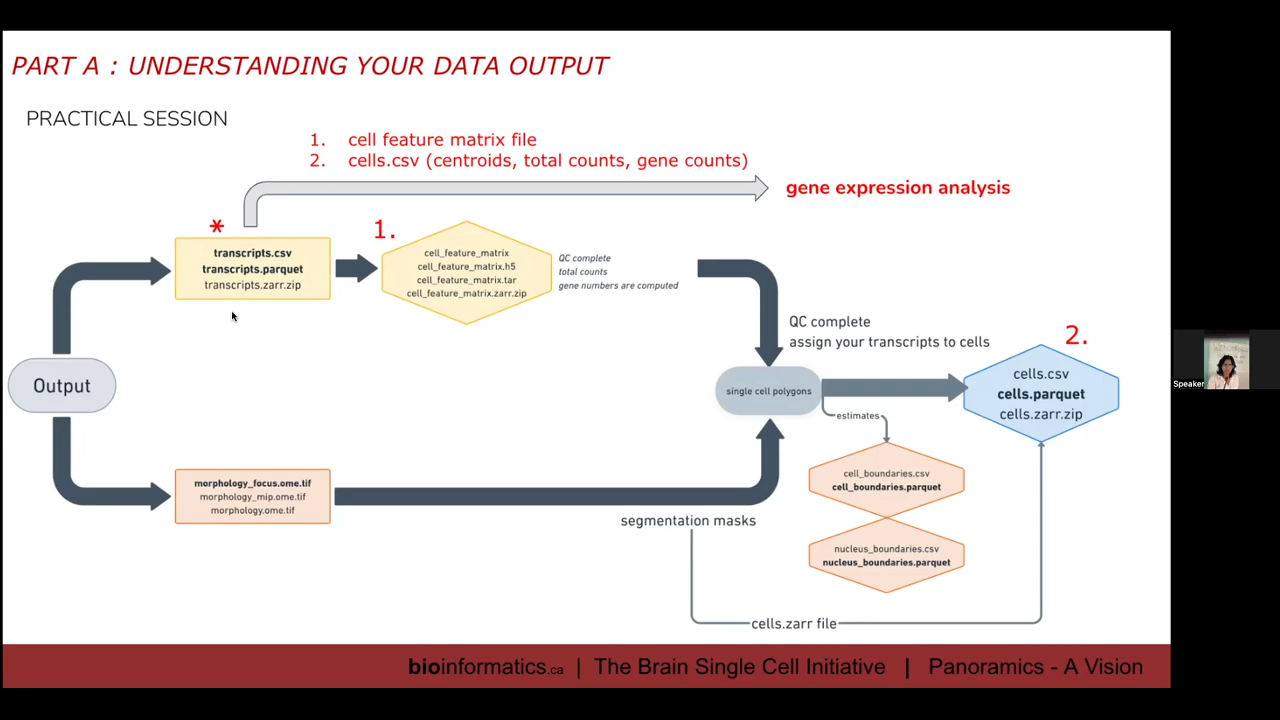 PART A : UNDERSTANDING YOUR DATA OUTPUT
PRACTICAL SESSION
1. cell feature matrix file
2. cells.csv (centroids, total counts, gene counts)
gene expression analysis
*
1.
transcripts.csv
transcripts.parquet
transcripts.zarr.zip
cell_feature_matrix
cell_feature_matrix.h5
cell_feature_matrix.tar
cell_feature_matrix.zarr.zip
QC complete
total counts
gene numbers are computed
QC complete
assign your transcripts to cells
2.
Output
single cell polygons
cells.csv
cells.parquet
cells.zarr.zip
estimates
cell_boundaries.csv
cell_boundaries.parquet
morphology_focus.ome.tif
morphology_mip.ome.tif
morphology.ome.tif
segmentation masks
nucleus_boundaries.csv
nucleus_boundaries.parquet
cells.zarr file
bioinformatics.ca | The Brain Single Cell Initiative | Panoramics - A Vision
Speaker